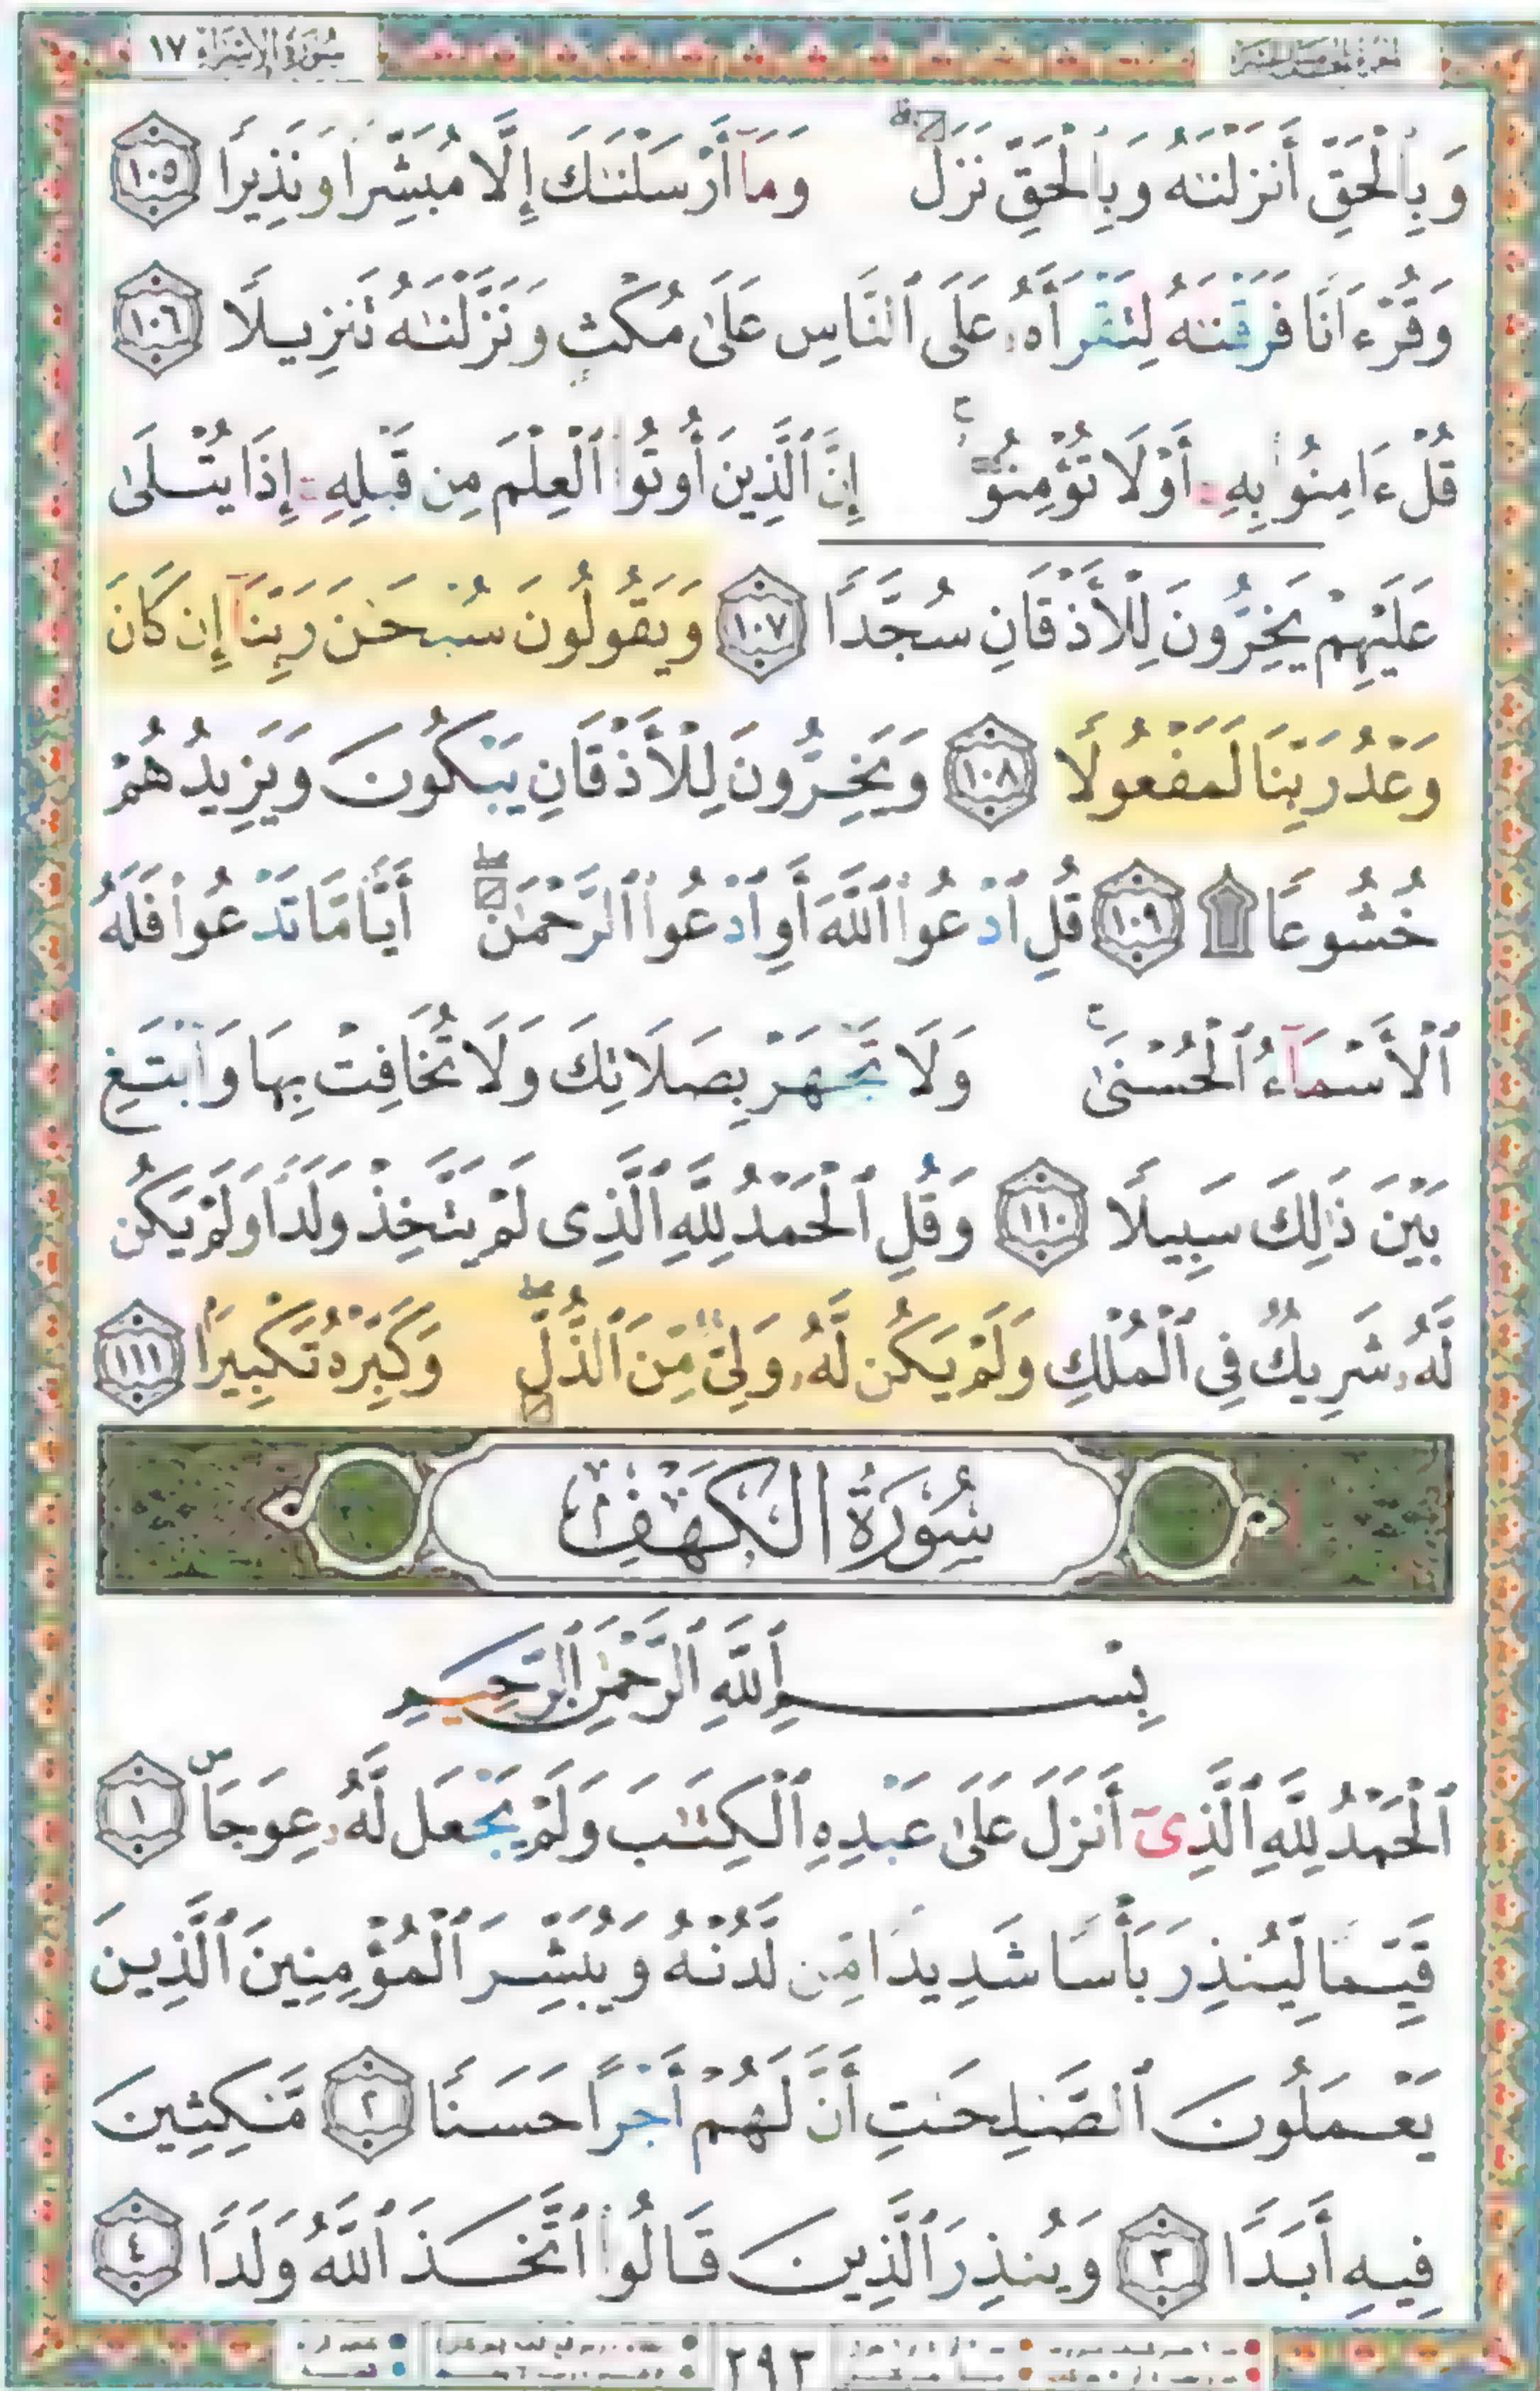 سُورَةُ الإِسْرَاءِ ١٧
وَبِٱلْحَقِّ أَنزَلْنَٰهُ وَبِٱلْحَقِّ نَزَلَ ۗ وَمَآ أَرْسَلْنَٰكَ إِلَّا مُبَشِّرًا وَنَذِيرًا ١٠٥
وَقُرْءَانًا فَرَقْنَٰهُ لِتَقْرَأَهُۥ عَلَى ٱلنَّاسِ عَلَىٰ مُكْثٍ وَنَزَّلْنَٰهُ تَنزِيلًا ١٠٦
قُلْ ءَامِنُوا۟ بِهِۦٓ أَوْ لَا تُؤْمِنُوٓا۟ ۚ إِنَّ ٱلَّذِينَ أُوتُوا۟ ٱلْعِلْمَ مِن قَبْلِهِۦٓ إِذَا يُتْلَىٰ
عَلَيْهِمْ يَخِرُّونَ لِلْأَذْقَانِ سُجَّدًا ١٠٧ وَيَقُولُونَ سُبْحَٰنَ رَبِّنَآ إِن كَانَ
وَعْدُ رَبِّنَا لَمَفْعُولًا ١٠٨ وَيَخِرُّونَ لِلْأَذْقَانِ يَبْكُونَ وَيَزِيدُهُمْ
خُشُوعًا ۩ ١٠٩ قُلِ ٱدْعُوا۟ ٱللَّهَ أَوِ ٱدْعُوا۟ ٱلرَّحْمَٰنَ ۖ أَيًّا مَّا تَدْعُوا۟ فَلَهُ
ٱلْأَسْمَآءُ ٱلْحُسْنَىٰ ۚ وَلَا تَجْهَرْ بِصَلَاتِكَ وَلَا تُخَافِتْ بِهَا وَٱبْتَغِ
بَيْنَ ذَٰلِكَ سَبِيلًا ١١٠ وَقُلِ ٱلْحَمْدُ لِلَّهِ ٱلَّذِى لَمْ يَتَّخِذْ وَلَدًا وَلَمْ يَكُن
لَّهُۥ شَرِيكٌ فِى ٱلْمُلْكِ وَلَمْ يَكُن لَّهُۥ وَلِىٌّ مِّنَ ٱلذُّلِّ ۖ وَكَبِّرْهُ تَكْبِيرًا ١١١
سُورَةُ الكَهْفِ
بِسْمِ ٱللَّهِ ٱلرَّحْمَٰنِ ٱلرَّحِيمِ
ٱلْحَمْدُ لِلَّهِ ٱلَّذِىٓ أَنزَلَ عَلَىٰ عَبْدِهِ ٱلْكِتَٰبَ وَلَمْ يَجْعَل لَّهُۥ عِوَجَاۜ ١
قَيِّمًا لِّيُنذِرَ بَأْسًا شَدِيدًا مِّن لَّدُنْهُ وَيُبَشِّرَ ٱلْمُؤْمِنِينَ ٱلَّذِينَ
يَعْمَلُونَ ٱلصَّٰلِحَٰتِ أَنَّ لَهُمْ أَجْرًا حَسَنًا ٢ مَّٰكِثِينَ
فِيهِ أَبَدًا ٣ وَيُنذِرَ ٱلَّذِينَ قَالُوا۟ ٱتَّخَذَ ٱللَّهُ وَلَدًا ٤
٢٩٣